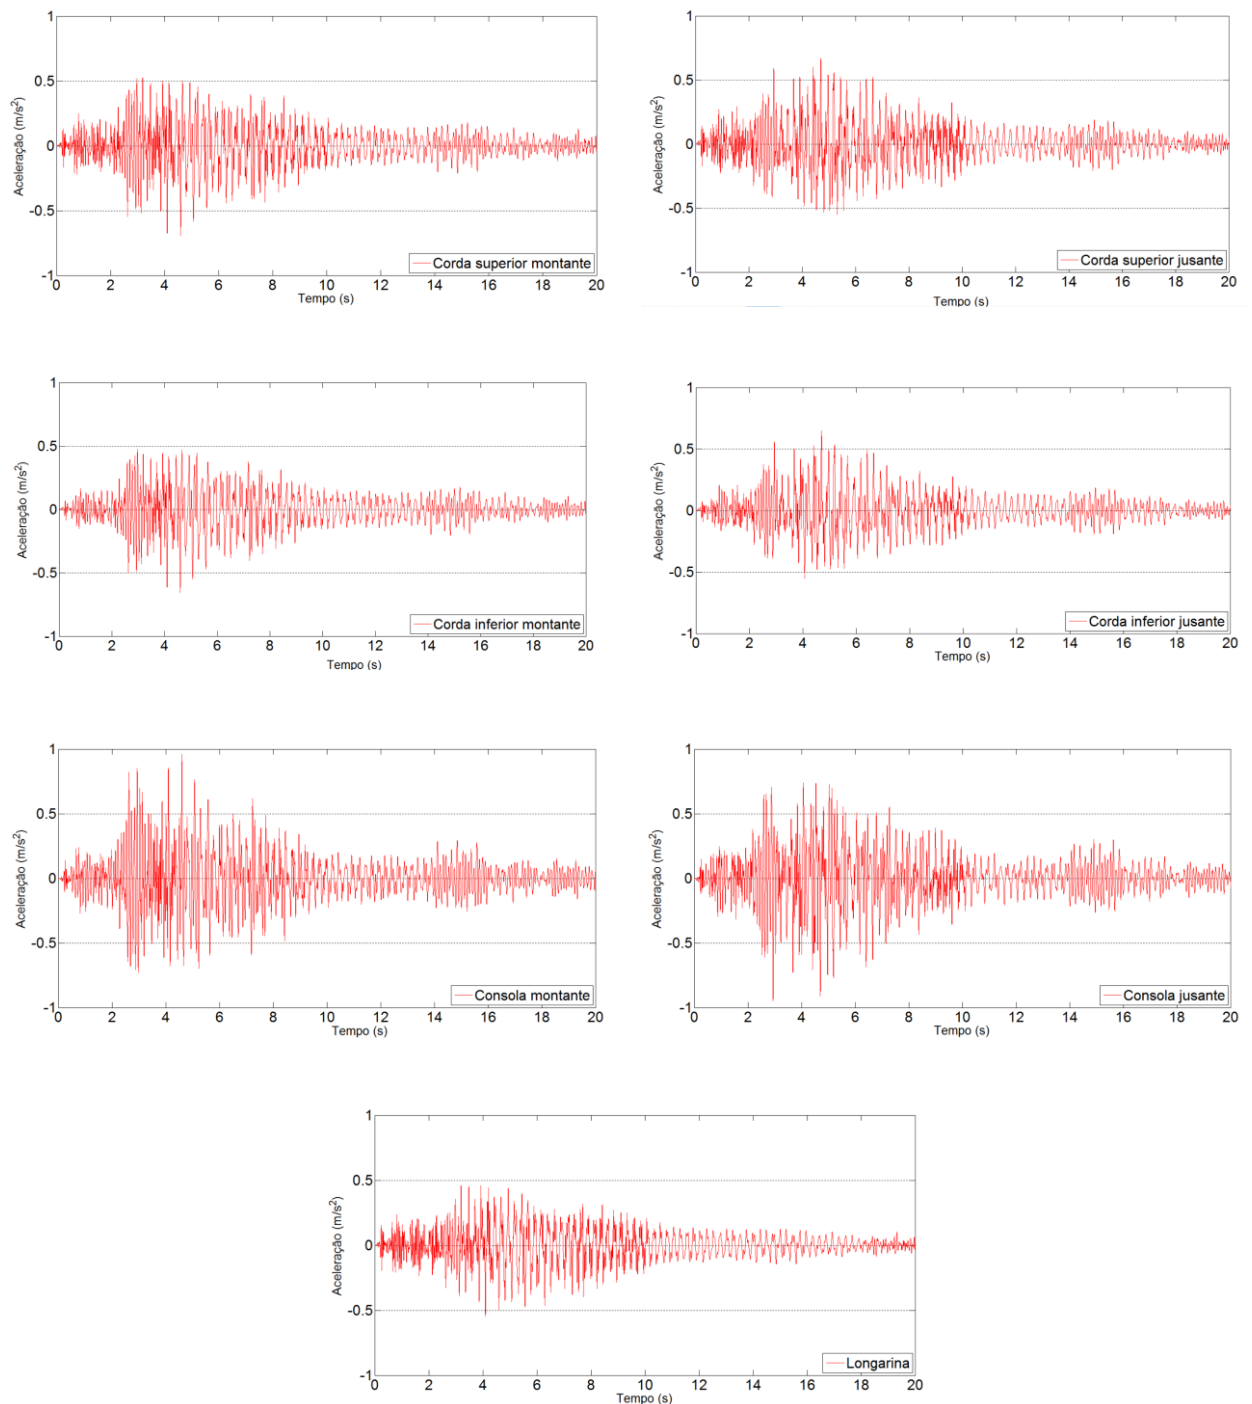 1
0.5
0
-0.5
-1
Aceleração (m/s²)
Corda superior montante
0 2 4 6 8 10 12 14 16 18 20
Tempo (s)
1
0.5
0
-0.5
-1
Aceleração (m/s²)
Corda superior jusante
0 2 4 6 8 10 12 14 16 18 20
Tempo (s)
1
0.5
0
-0.5
-1
Aceleração (m/s²)
Corda inferior montante
0 2 4 6 8 10 12 14 16 18 20
Tempo (s)
1
0.5
0
-0.5
-1
Aceleração (m/s²)
Corda inferior jusante
0 2 4 6 8 10 12 14 16 18 20
Tempo (s)
1
0.5
0
-0.5
-1
Aceleração (m/s²)
Consola montante
0 2 4 6 8 10 12 14 16 18 20
Tempo (s)
1
0.5
0
-0.5
-1
Aceleração (m/s²)
Consola jusante
0 2 4 6 8 10 12 14 16 18 20
Tempo (s)
1
0.5
0
-0.5
-1
Aceleração (m/s²)
Longarina
0 2 4 6 8 10 12 14 16 18 20
Tempo (s)